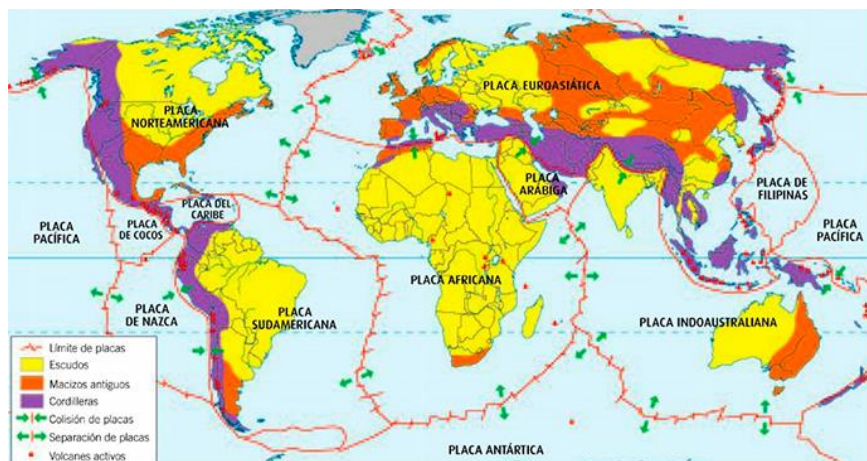 PLACA EUROASIÁTICA
PLACA
NORTEAMERICANA
PLACA
ARÁBIGA
PLACA DE
FILIPINAS
PLACA DEL
CARIBE
PLACA
PACÍFICA
PLACA
DE COCOS
PLACA
PACÍFICA
PLACA AFRICANA
PLACA
DE NAZCA
PLACA
SUDAMERICANA
PLACA INDOAUSTRALIANA
Límite de placas
Escudos
Macizos antiguos
Cordilleras
Colisión de placas
Separación de placas
Volcanes activos
PLACA ANTÁRTICA